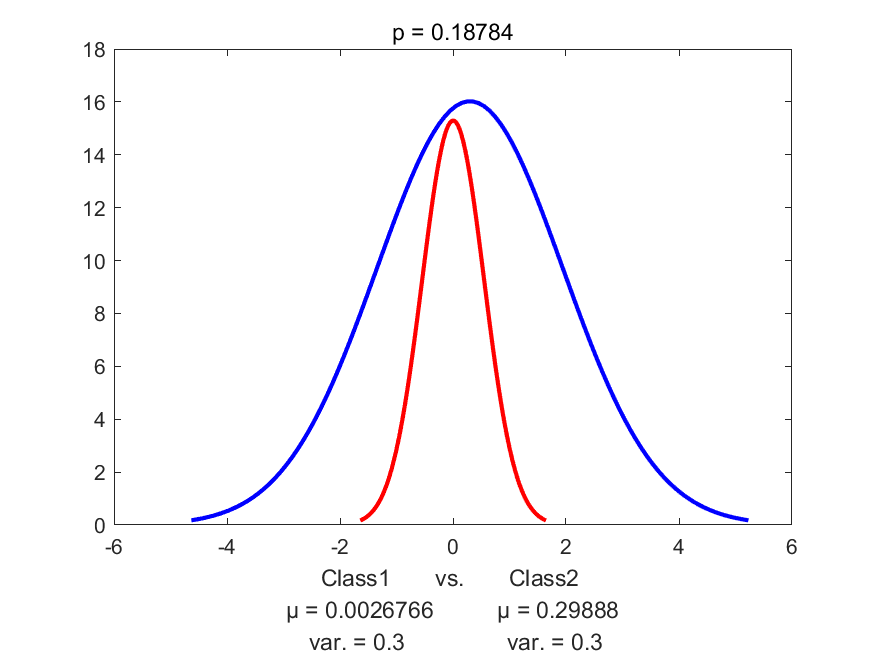 p = 0.18784
18
16
14
12
10
8
6
4
2
0
-6 -4 -2 0 2 4 6
Class1 vs. Class2
μ = 0.0026766 μ = 0.29888
var. = 0.3 var. = 0.3